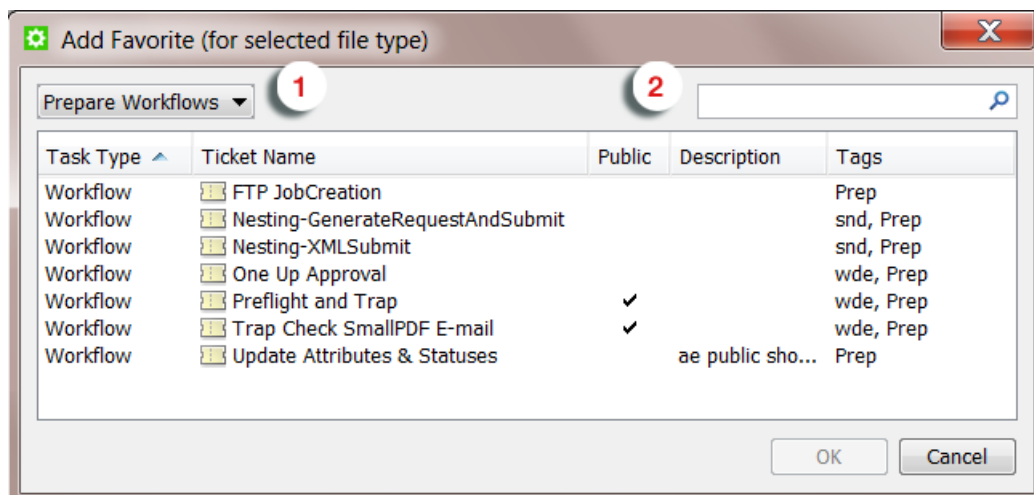 Add Favorite (for selected file type)
1
2
Prepare Workflows
Task Type Ticket Name Public Description Tags
Workflow FTP JobCreation Prep
Workflow Nesting-GenerateRequestAndSubmit snd, Prep
Workflow Nesting-XMLSubmit snd, Prep
Workflow One Up Approval wde, Prep
Workflow Preflight and Trap ✔ wde, Prep
Workflow Trap Check SmallPDF E-mail ✔ wde, Prep
Workflow Update Attributes & Statuses ae public sho... Prep
OK Cancel